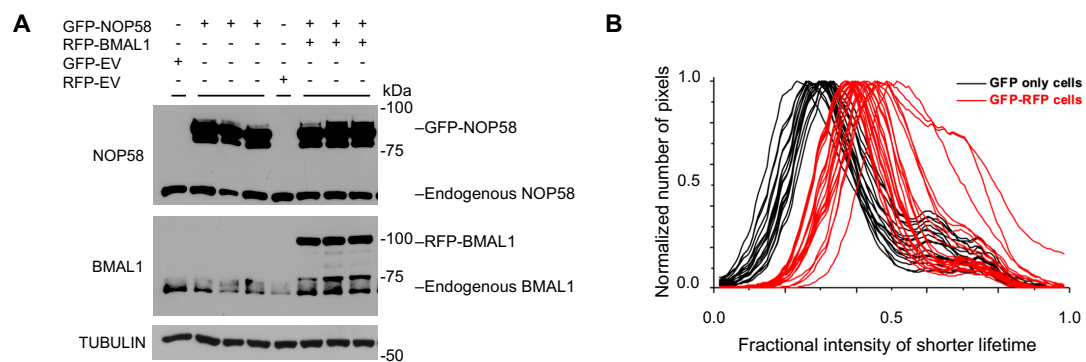 A
GFP-NOP58 - + + + - + + +
RFP-BMAL1 - - - - - + + +
GFP-EV + - - - - - - -
RFP-EV - - - - + - - -
kDa
-100
–GFP-NOP58
NOP58
-75
–Endogenous NOP58
-100
–RFP-BMAL1
BMAL1
-75
–Endogenous BMAL1
TUBULIN
-50
B
Normalized number of pixels
1.0
0.5
0.0
GFP only cells
GFP-RFP cells
0.0 0.5 1.0
Fractional intensity of shorter lifetime